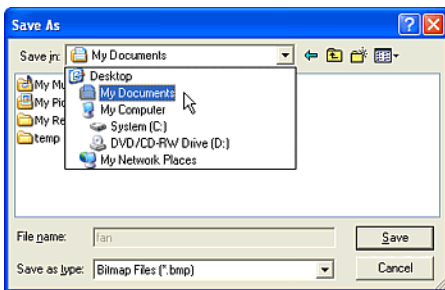 Save As
Save in: My Documents
Desktop
My Documents
My Computer
System (C:)
DVD/CD-RW Drive (D:)
My Network Places
My Mu
My Pic
My Re
temp
File name: fan
Save
Save as type: Bitmap Files (*.bmp)
Cancel